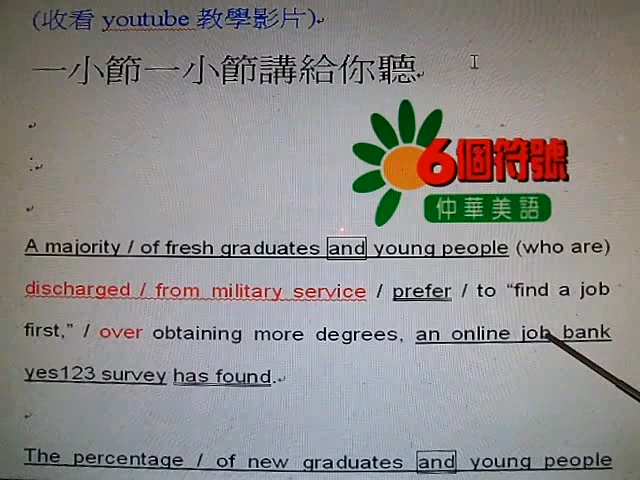 (收看 youtube 教學影片)
一小節一小節講給你聽
6個符號
仲華美語
A majority / of fresh graduates and young people (who are)
discharged / from military service / prefer / to “find a job
first,” / over obtaining more degrees, an online job bank
yes123 survey has found.
The percentage / of new graduates and young people